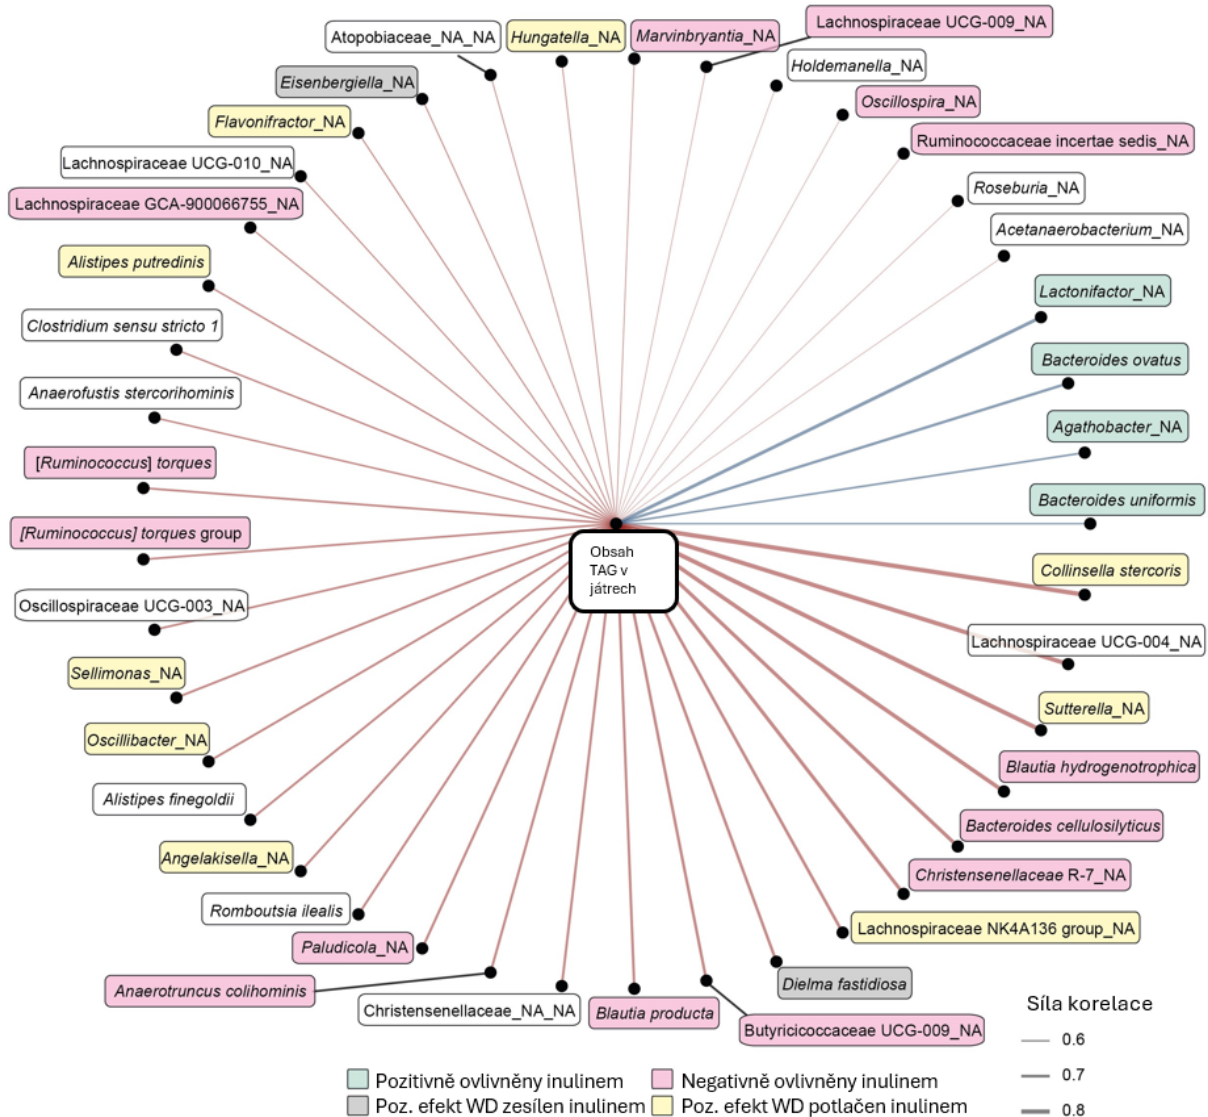 Lachnospiraceae UCG-009_NA
Atopobiaceae_NA_NA
Hungatella_NA
Marvinbryantia_NA
Holdemanella_NA
Eisenbergiella_NA
Oscillospira_NA
Flavonifractor_NA
Ruminococcaceae incertae sedis_NA
Lachnospiraceae UCG-010_NA
Roseburia_NA
Lachnospiraceae GCA-900066755_NA
Acetanaerobacterium_NA
Alistipes putredinis
Lactonifactor_NA
Clostridium sensu stricto 1
Bacteroides ovatus
Anaerofustis stercorihominis
Agathobacter_NA
[Ruminococcus] torques
Bacteroides uniformis
[Ruminococcus] torques group
Obsah
TAG v
játrech
Collinsella stercoris
Oscillospiraceae UCG-003_NA
Lachnospiraceae UCG-004_NA
Sellimonas_NA
Sutterella_NA
Oscillibacter_NA
Blautia hydrogenotrophica
Alistipes finegoldii
Bacteroides cellulosilyticus
Angelakisella_NA
Christensenellaceae R-7_NA
Romboutsia ilealis
Lachnospiraceae NK4A136 group_NA
Paludicola_NA
Dielma fastidiosa
Anaerotruncus colihominis
Christensenellaceae_NA_NA
Blautia producta
Butyricicoccaceae UCG-009_NA
Síla korelace
0.6
0.7
0.8
Pozitivně ovlivněny inulinem
Negativně ovlivněny inulinem
Poz. efekt WD zesílen inulinem
Poz. efekt WD potlačen inulinem